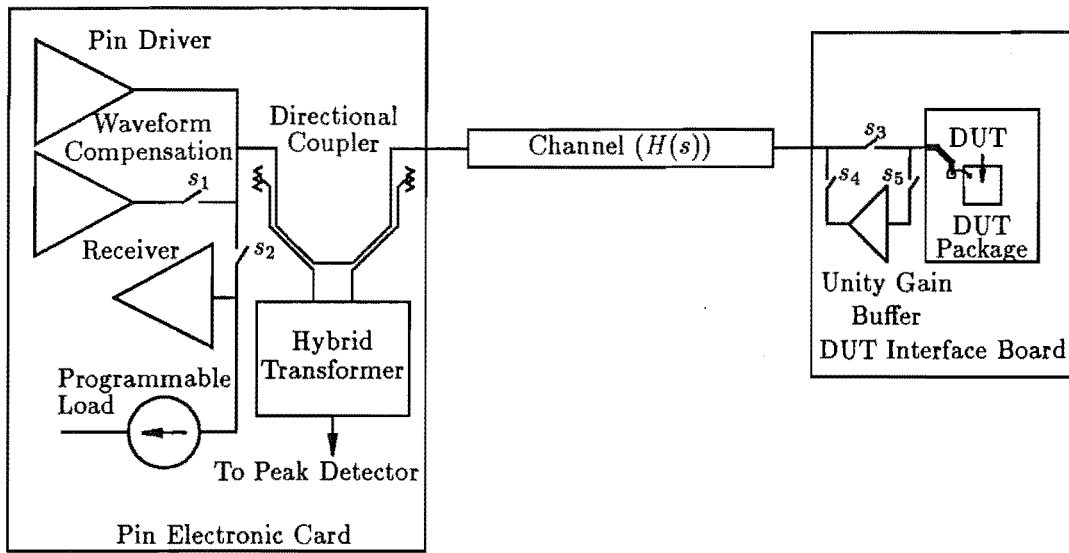 Pin Driver
Waveform
Compensation
s1
Directional
Coupler
Receiver
s2
Hybrid
Transformer
Programmable
Load
To Peak Detector
Pin Electronic Card
Channel (H(s))
s3
s4
s5
DUT
DUT
Package
Unity Gain
Buffer
DUT Interface Board